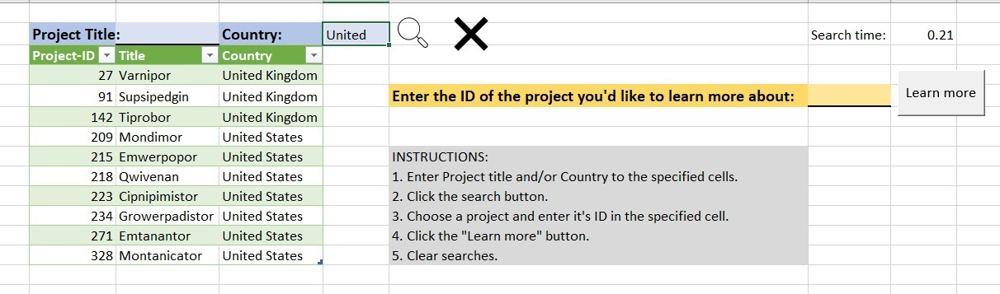 Project Title: Country: United Search time: 0.21
Project-ID Title Country
27 Varnipor United Kingdom
91 Supsipedgin United Kingdom
Enter the ID of the project you'd like to learn more about: Learn more
142 Tiprobor United Kingdom
209 Mondimor United States
215 Emwerpopor United States
218 Qwivenan United States
223 Cipnipimistor United States
234 Growerpadistor United States
271 Emtanantor United States
328 Montanicator United States
INSTRUCTIONS:
1. Enter Project title and/or Country to the specified cells.
2. Click the search button.
3. Choose a project and enter it's ID in the specified cell.
4. Click the "Learn more" button.
5. Clear searches.